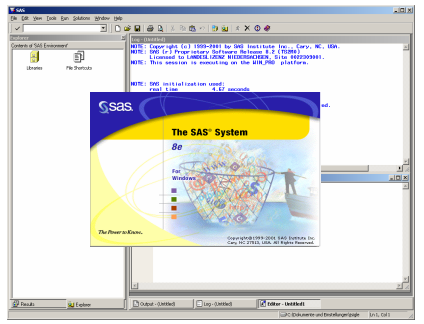 SAS
File Edit View Tools Run Solutions Window Help
Explorer
Contents of 'SAS Environment'
Libraries
File Shortcuts
Log - (Untitled)
NOTE: Copyright (c) 1999-2001 by SAS Institute Inc., Cary, NC, USA.
NOTE: SAS (r) Proprietary Software Release 8.2 (TS2M0)
Licensed to LANDESLIZENZ NIEDERSACHSEN, Site 0022309001.
NOTE: This session is executing on the WIN_PRO platform.
NOTE: SAS initialization used:
real time 4.67 seconds
ed.
sas.
The SAS® System
8e
For
Windows
The Power to Know.
Copyright©1999-2001 SAS Institute Inc.
Cary, NC 27513, USA. All Rights Reserved.
Results
Explorer
Output - (Untitled)
Log - (Untitled)
Editor - Untitled1
C:\Dokumente und Einstellungen\pagle
Ln 1, Col 1